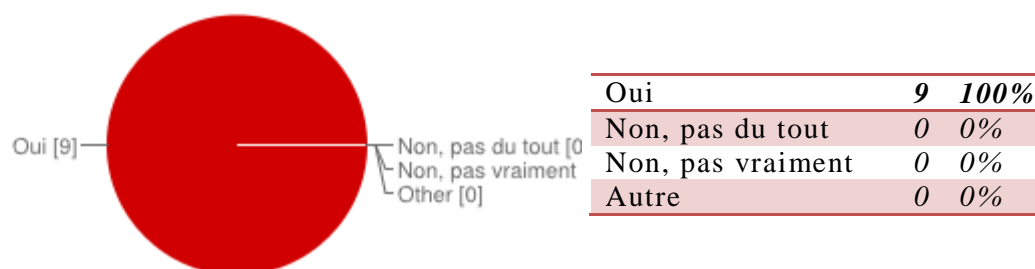 Oui [9]
Non, pas du tout [0
Non, pas vraiment
Other [0]
Oui 9 100%
Non, pas du tout 0 0%
Non, pas vraiment 0 0%
Autre 0 0%